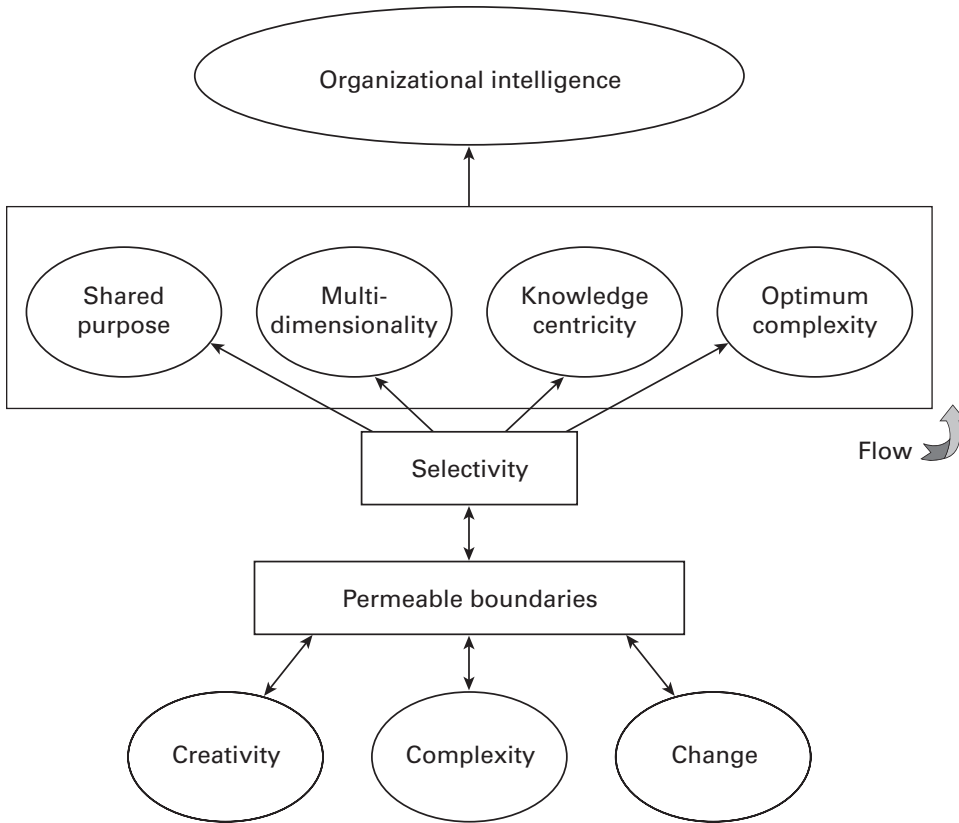 Organizational intelligence
Shared
purpose
Multi-
dimensionality
Knowledge
centricity
Optimum
complexity
Flow
Selectivity
Permeable boundaries
Creativity
Complexity
Change